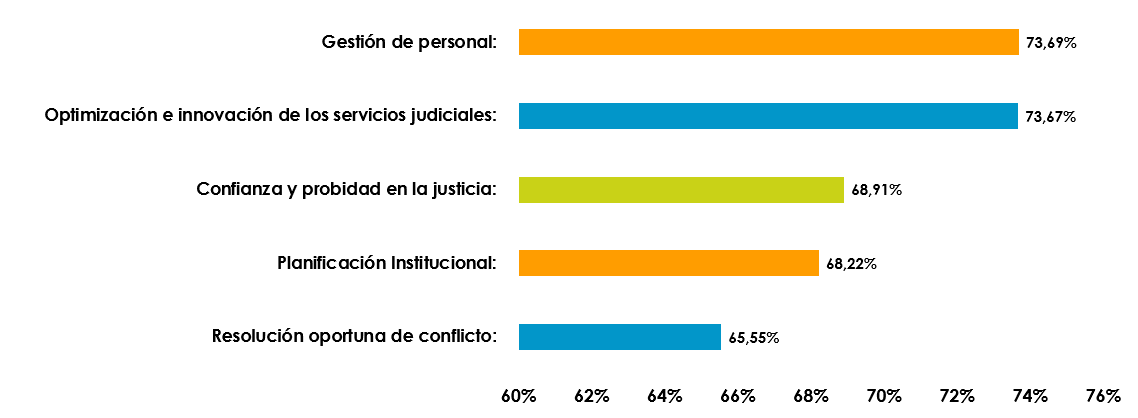 Gestión de personal:
73,69%
Optimización e innovación de los servicios judiciales:
73,67%
Confianza y probidad en la justicia:
68,91%
Planificación Institucional:
68,22%
Resolución oportuna de conflicto:
65,55%
60% 62% 64% 66% 68% 70% 72% 74% 76%